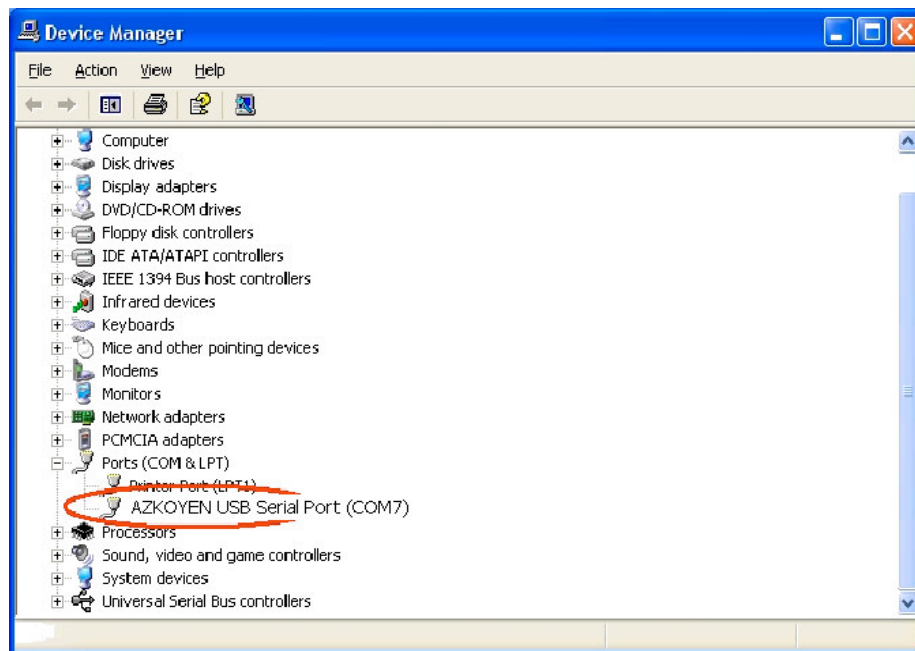 Device Manager
File Action View Help
Computer
Disk drives
Display adapters
DVD/CD-ROM drives
Floppy disk controllers
IDE ATA/ATAPI controllers
IEEE 1394 Bus host controllers
Infrared devices
Keyboards
Mice and other pointing devices
Modems
Monitors
Network adapters
PCMCIA adapters
Ports (COM & LPT)
Printer Port (LPT1)
AZKOYEN USB Serial Port (COM7)
Processors
Sound, video and game controllers
System devices
Universal Serial Bus controllers